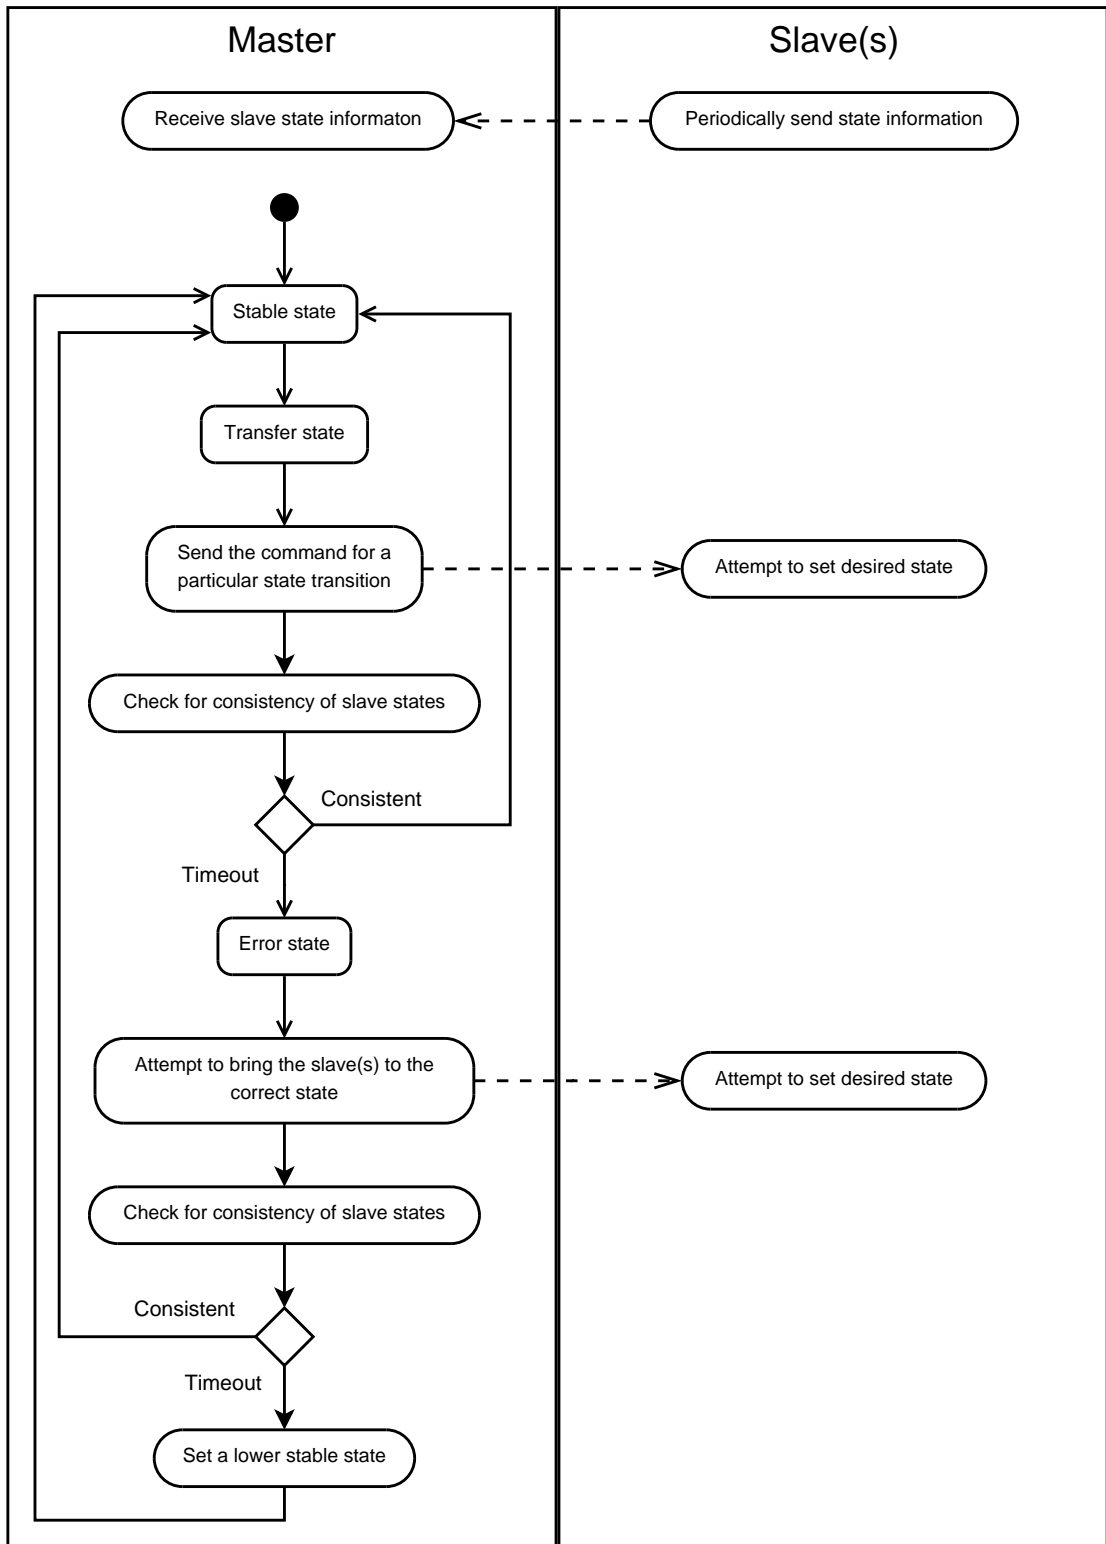 Master
Slave(s)
Receive slave state informaton
Periodically send state information
Stable state
Transfer state
Send the command for a
particular state transition
Attempt to set desired state
Check for consistency of slave states
Consistent
Timeout
Error state
Attempt to bring the slave(s) to the
correct state
Attempt to set desired state
Check for consistency of slave states
Consistent
Timeout
Set a lower stable state